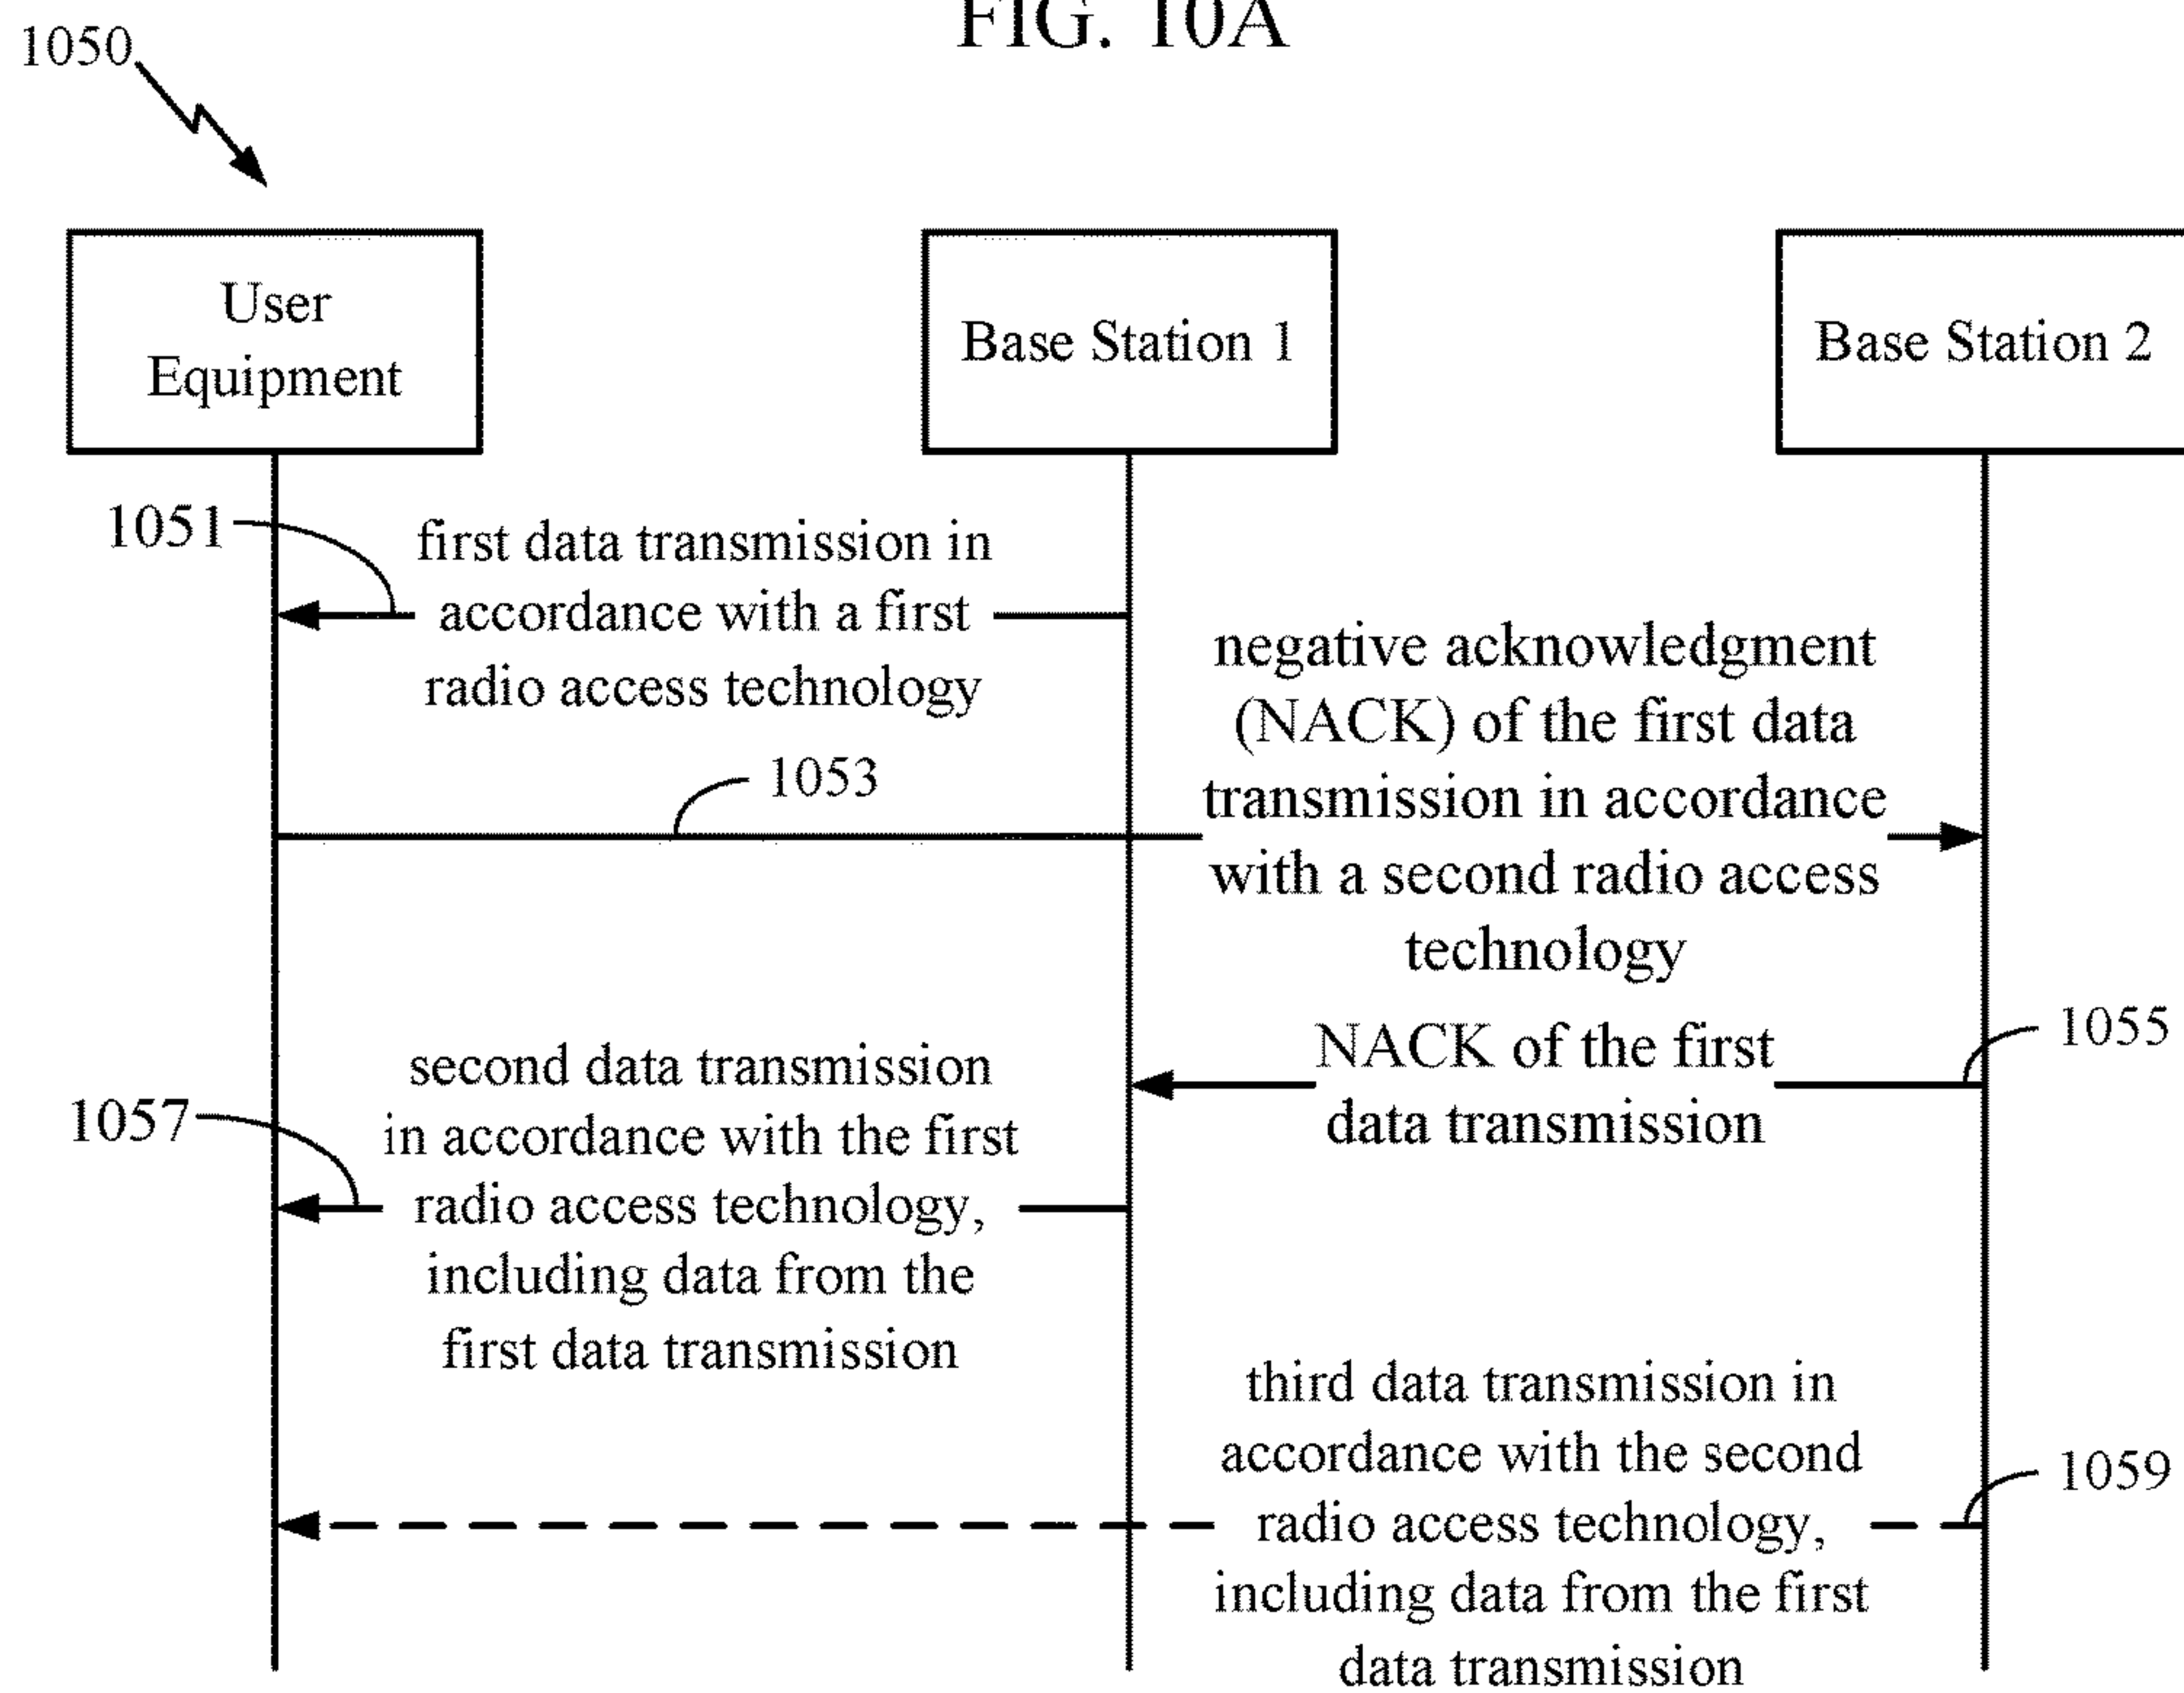 FIG. 10A
1050
User
Equipment
Base Station 1
Base Station 2
1051
first data transmission in
accordance with a first
radio access technology
negative acknowledgment
(NACK) of the first data
transmission in accordance
with a second radio access
technology
1053
NACK of the first
data transmission
1055
second data transmission
in accordance with the first
radio access technology,
including data from the
first data transmission
1057
third data transmission in
accordance with the second
radio access technology,
including data from the first
data transmission
1059